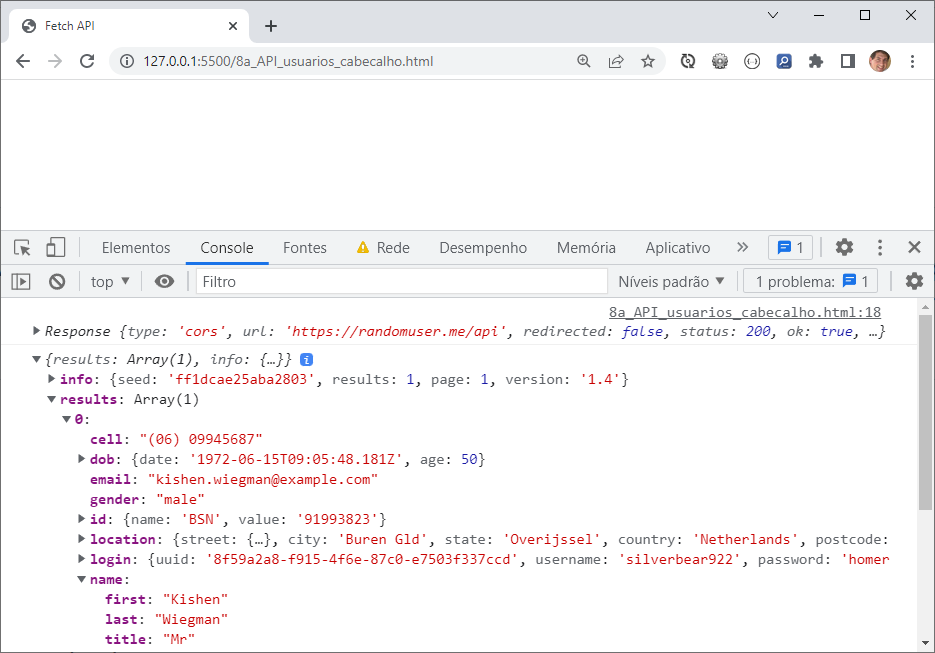 Fetch API
127.0.0.1:5500/8a_API_usuarios_cabecalho.html
Elementos Console Fontes Rede Desempenho Memória Aplicativo » 1
top Filtro Níveis padrão 1 problema: 1
8a_API_usuarios_cabecalho.html:18
Response {type: 'cors', url: 'https://randomuser.me/api', redirected: false, status: 200, ok: true, …}
{results: Array(1), info: {…}} i
info: {seed: 'ff1dcae25aba2803', results: 1, page: 1, version: '1.4'}
results: Array(1)
0:
cell: "(06) 09945687"
dob: {date: '1972-06-15T09:05:48.181Z', age: 50}
email: "kishen.wiegman@example.com"
gender: "male"
id: {name: 'BSN', value: '91993823'}
location: {street: {…}, city: 'Buren Gld', state: 'Overijssel', country: 'Netherlands', postcode:
login: {uuid: '8f59a2a8-f915-4f6e-87c0-e7503f337ccd', username: 'silverbear922', password: 'homer
name:
first: "Kishen"
last: "Wiegman"
title: "Mr"